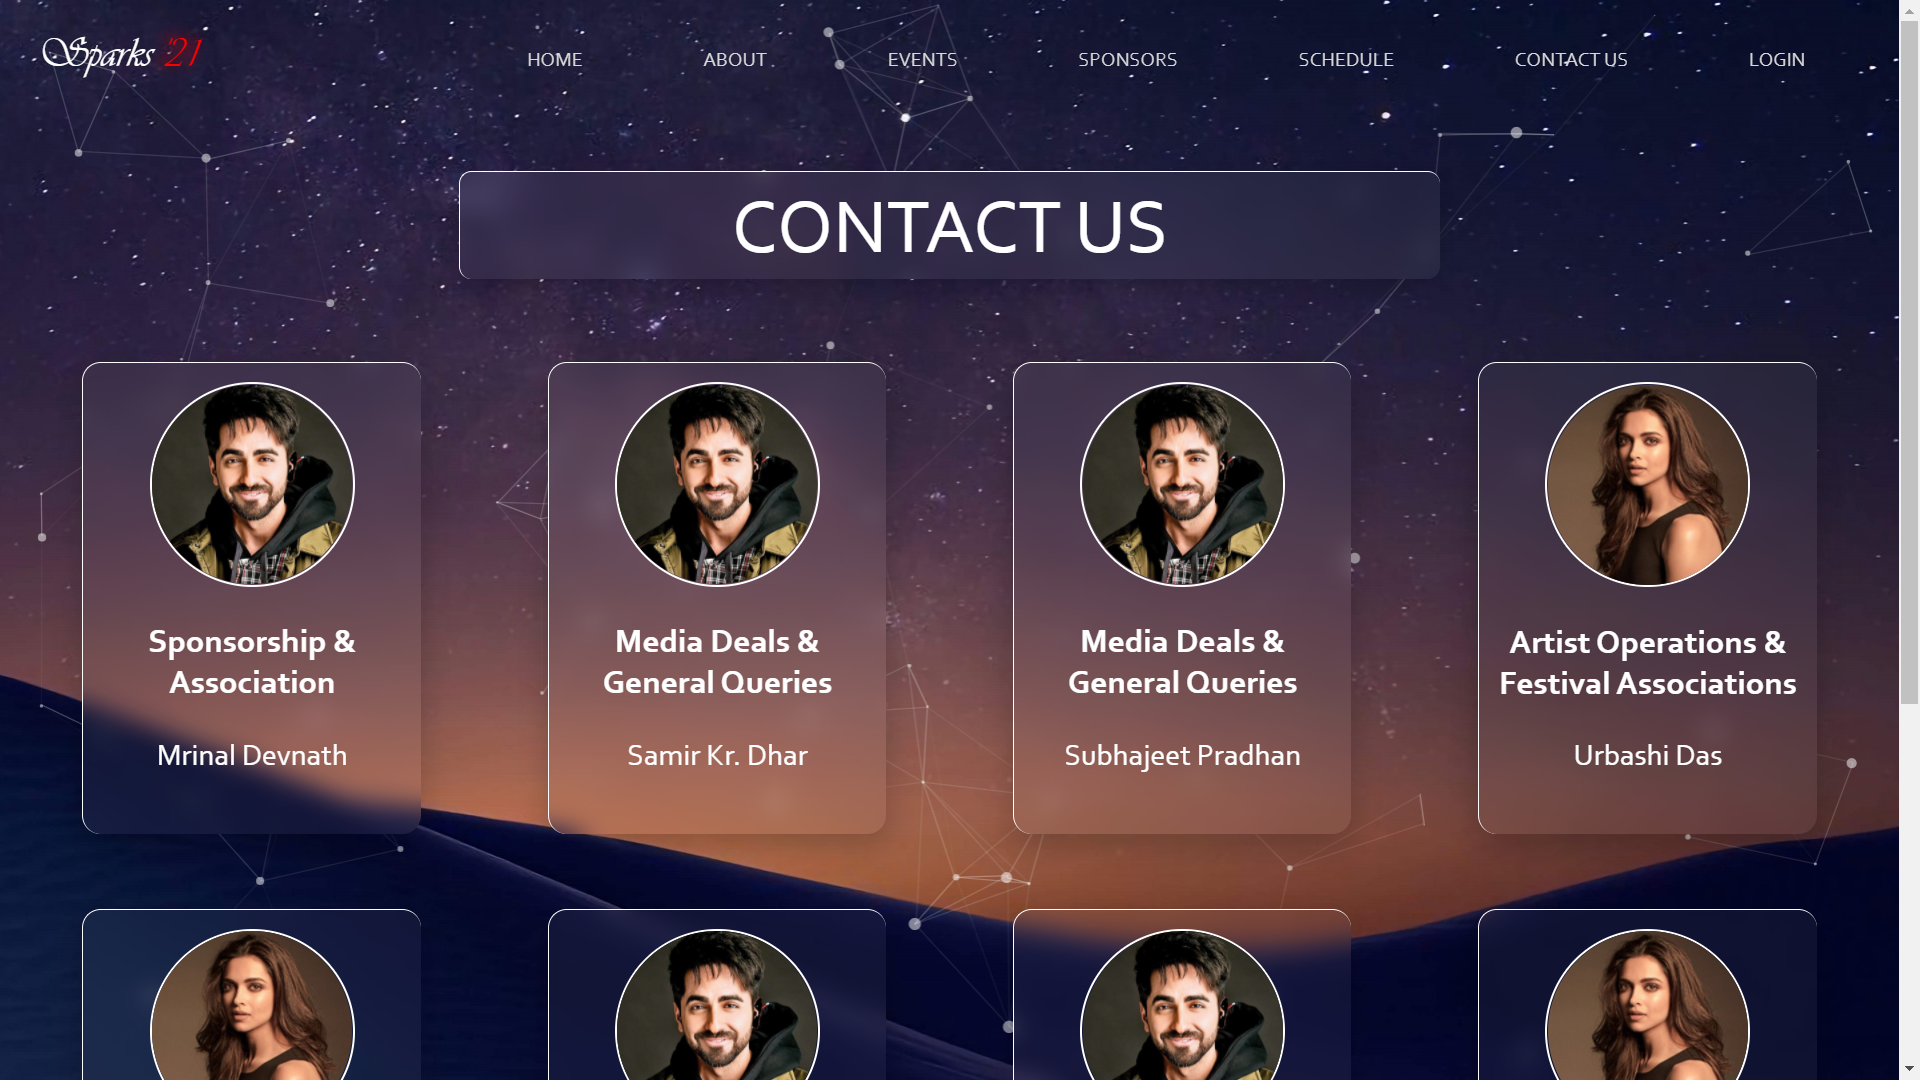 Sparks '21
HOME
ABOUT
EVENTS
SPONSORS
SCHEDULE
CONTACT US
LOGIN
CONTACT US
Sponsorship &
Association
Mrinal Devnath
Media Deals &
General Queries
Samir Kr. Dhar
Media Deals &
General Queries
Subhajeet Pradhan
Artist Operations &
Festival Associations
Urbashi Das